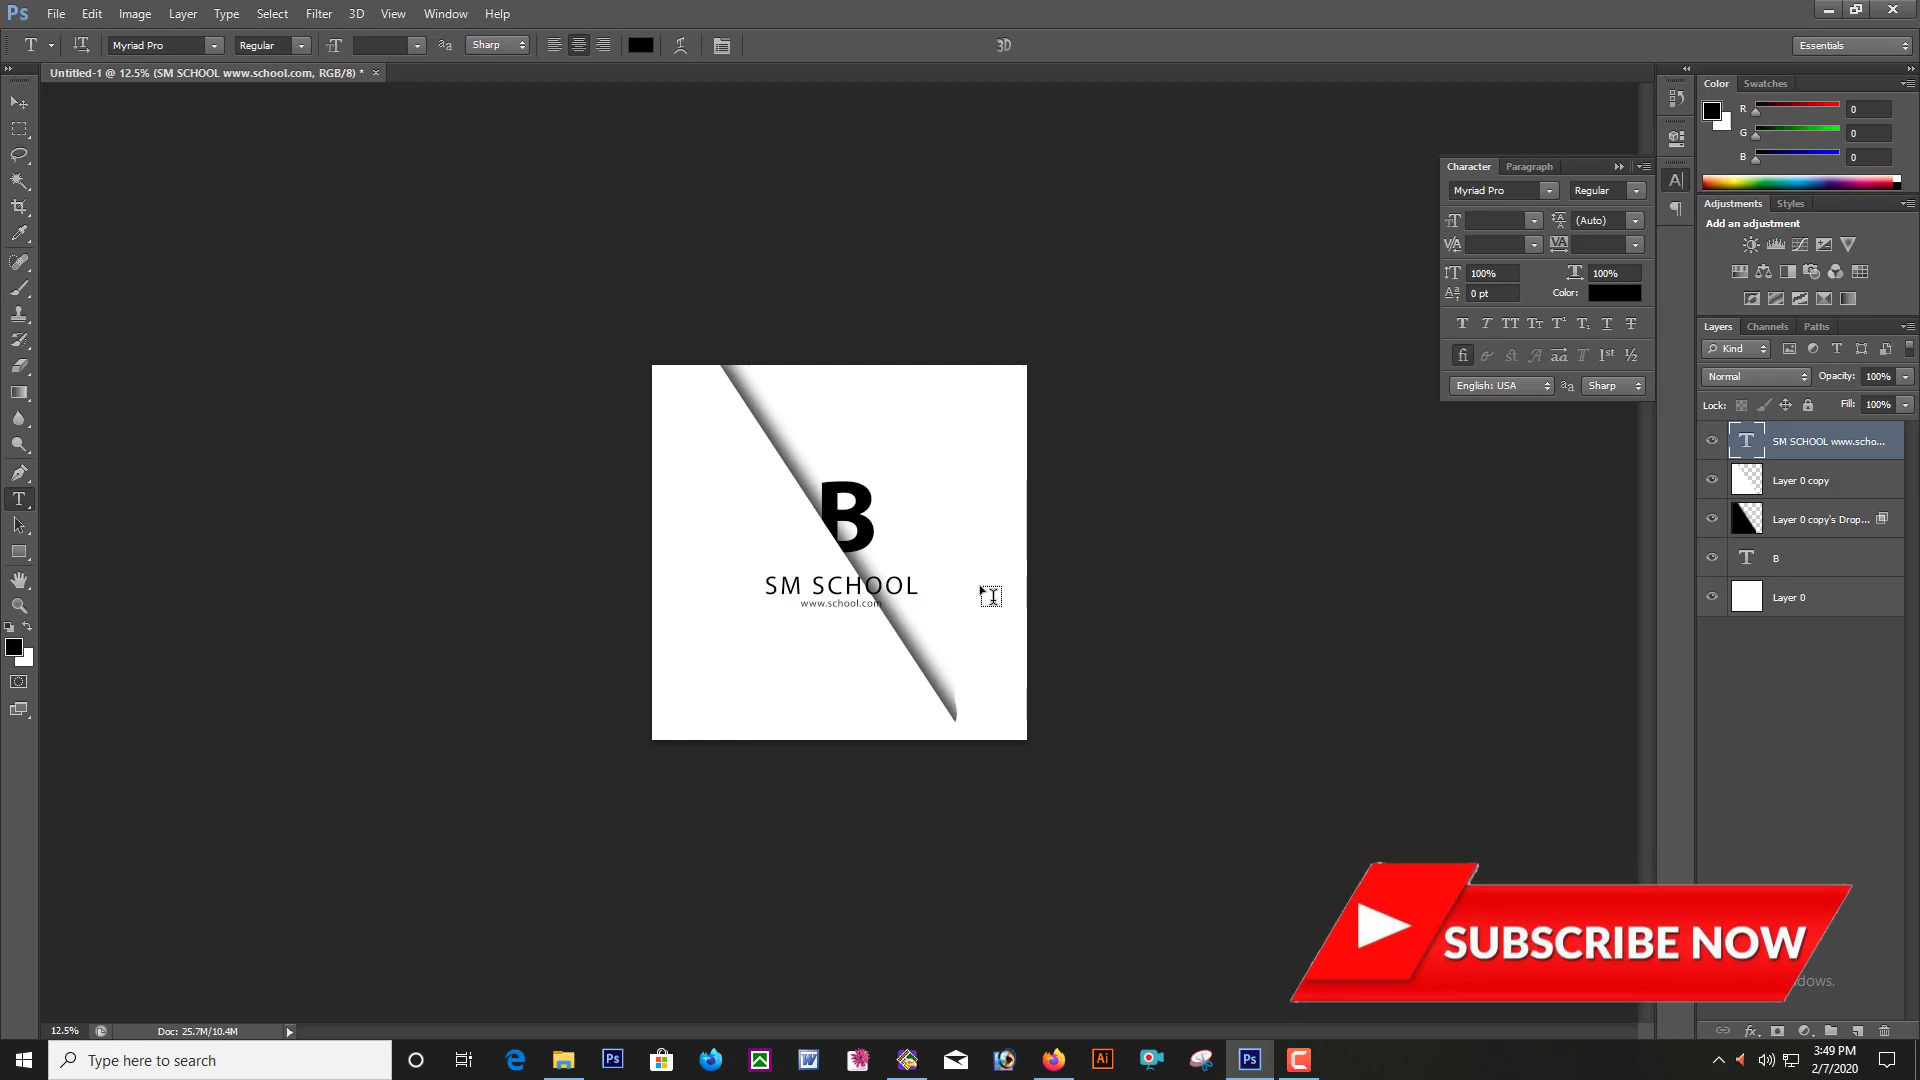 Ps File Edit Image Layer Type Select Filter 3D View Window Help
Myriad Pro Regular Sharp 3D Essentials
Untitled-1 @ 12.5% (SM SCHOOL www.school.com, RGB/8) * ×
Color Swatches
R 0
G 0
B 0
Character Paragraph
Myriad Pro Regular
(Auto)
100% 100%
0 pt Color:
English: USA Sharp
Adjustments Styles
Add an adjustment
Layers Channels Paths
Kind
Normal Opacity: 100%
Lock: Fill: 100%
SM SCHOOL www.scho...
Layer 0 copy
Layer 0 copy's Drop...
B
Layer 0
B
SM SCHOOL
www.school.com
SUBSCRIBE NOW
dows.
12.5% Doc: 25.7M/10.4M
Type here to search
3:49 PM
2/7/2020